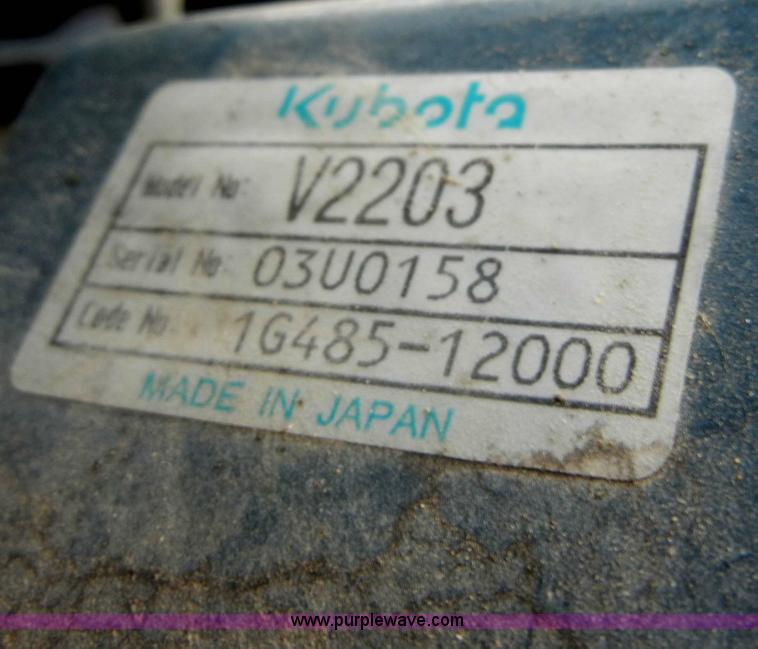 Kubota
Model No: V2203
Serial No: 03U0158
Code No. 1G485-12000
MADE IN JAPAN
www.purplewave.com